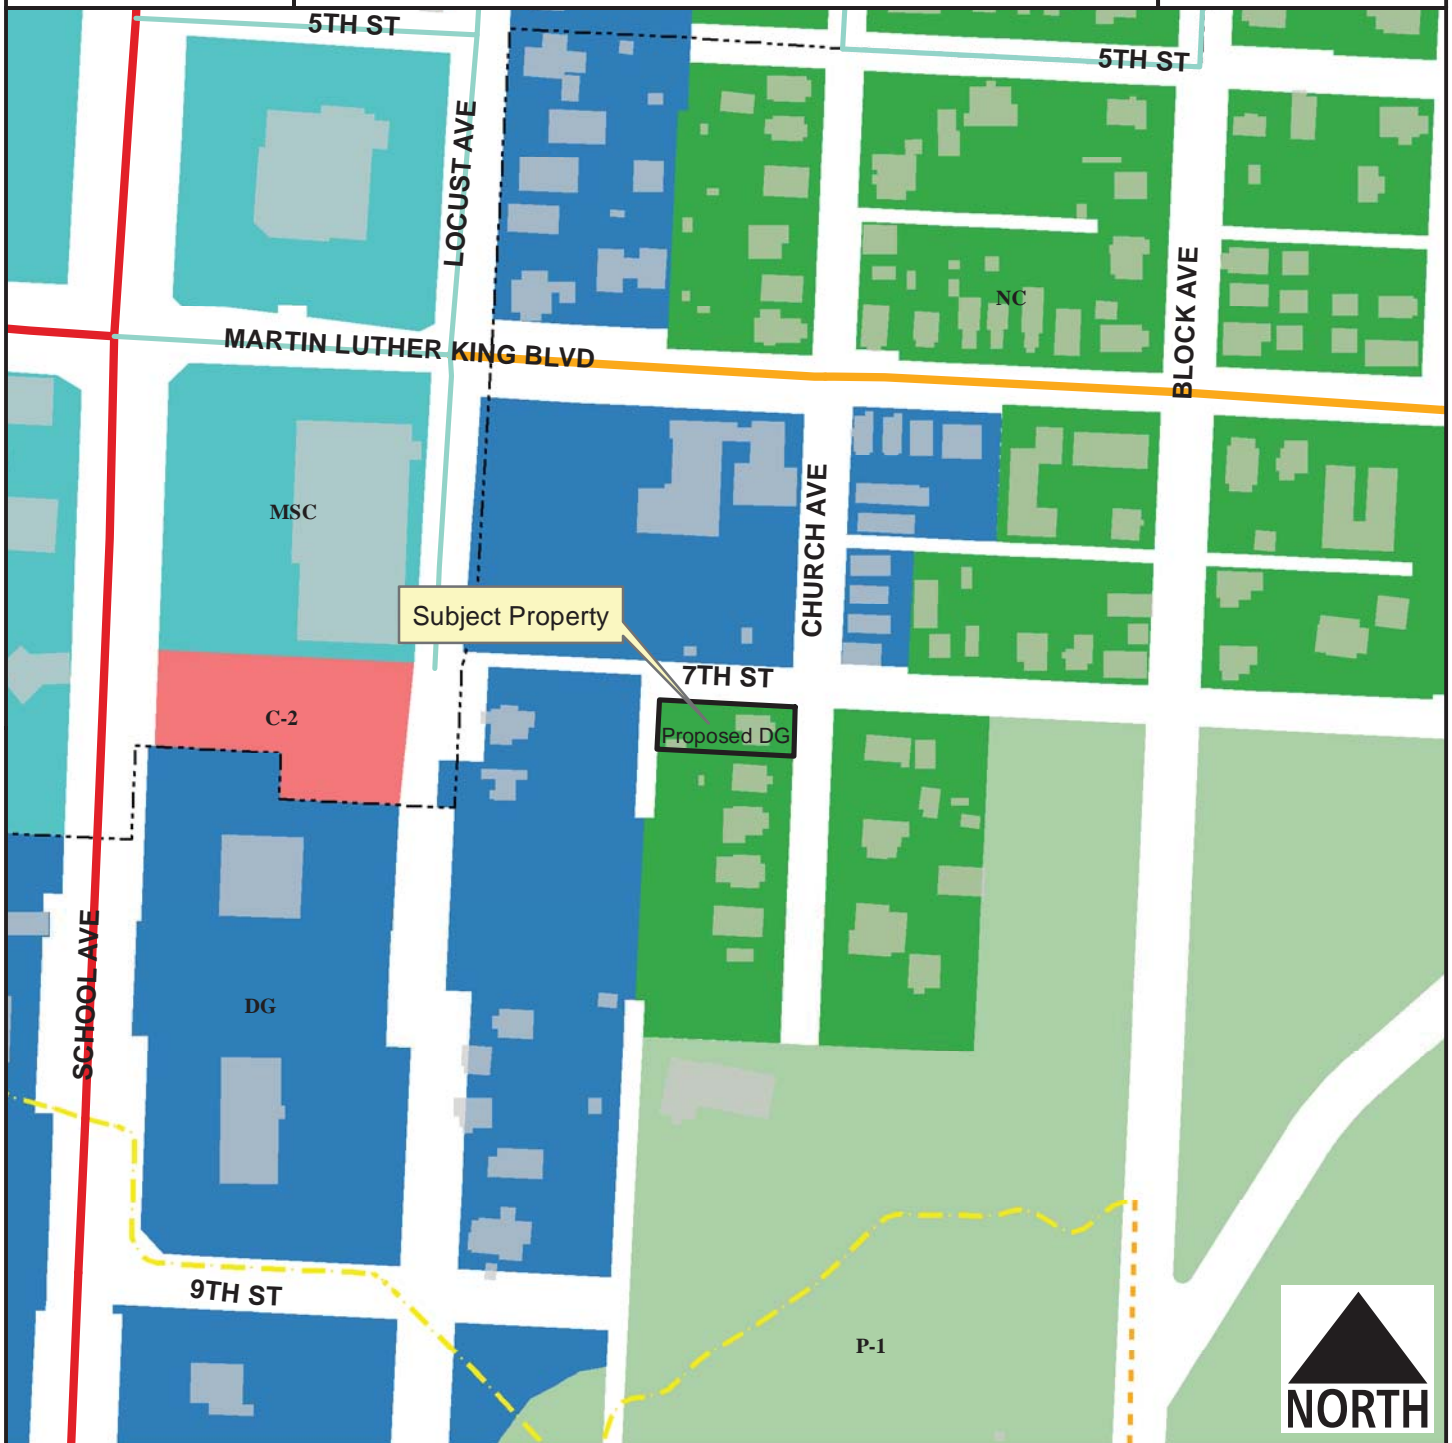 5TH ST
5TH ST
LOCUST AVE
NC
BLOCK AVE
MARTIN LUTHER KING BLVD
MSC
CHURCH AVE
Subject Property
7TH ST
C-2
Proposed DG
SCHOOL AVE
DG
9TH ST
P-1
NORTH